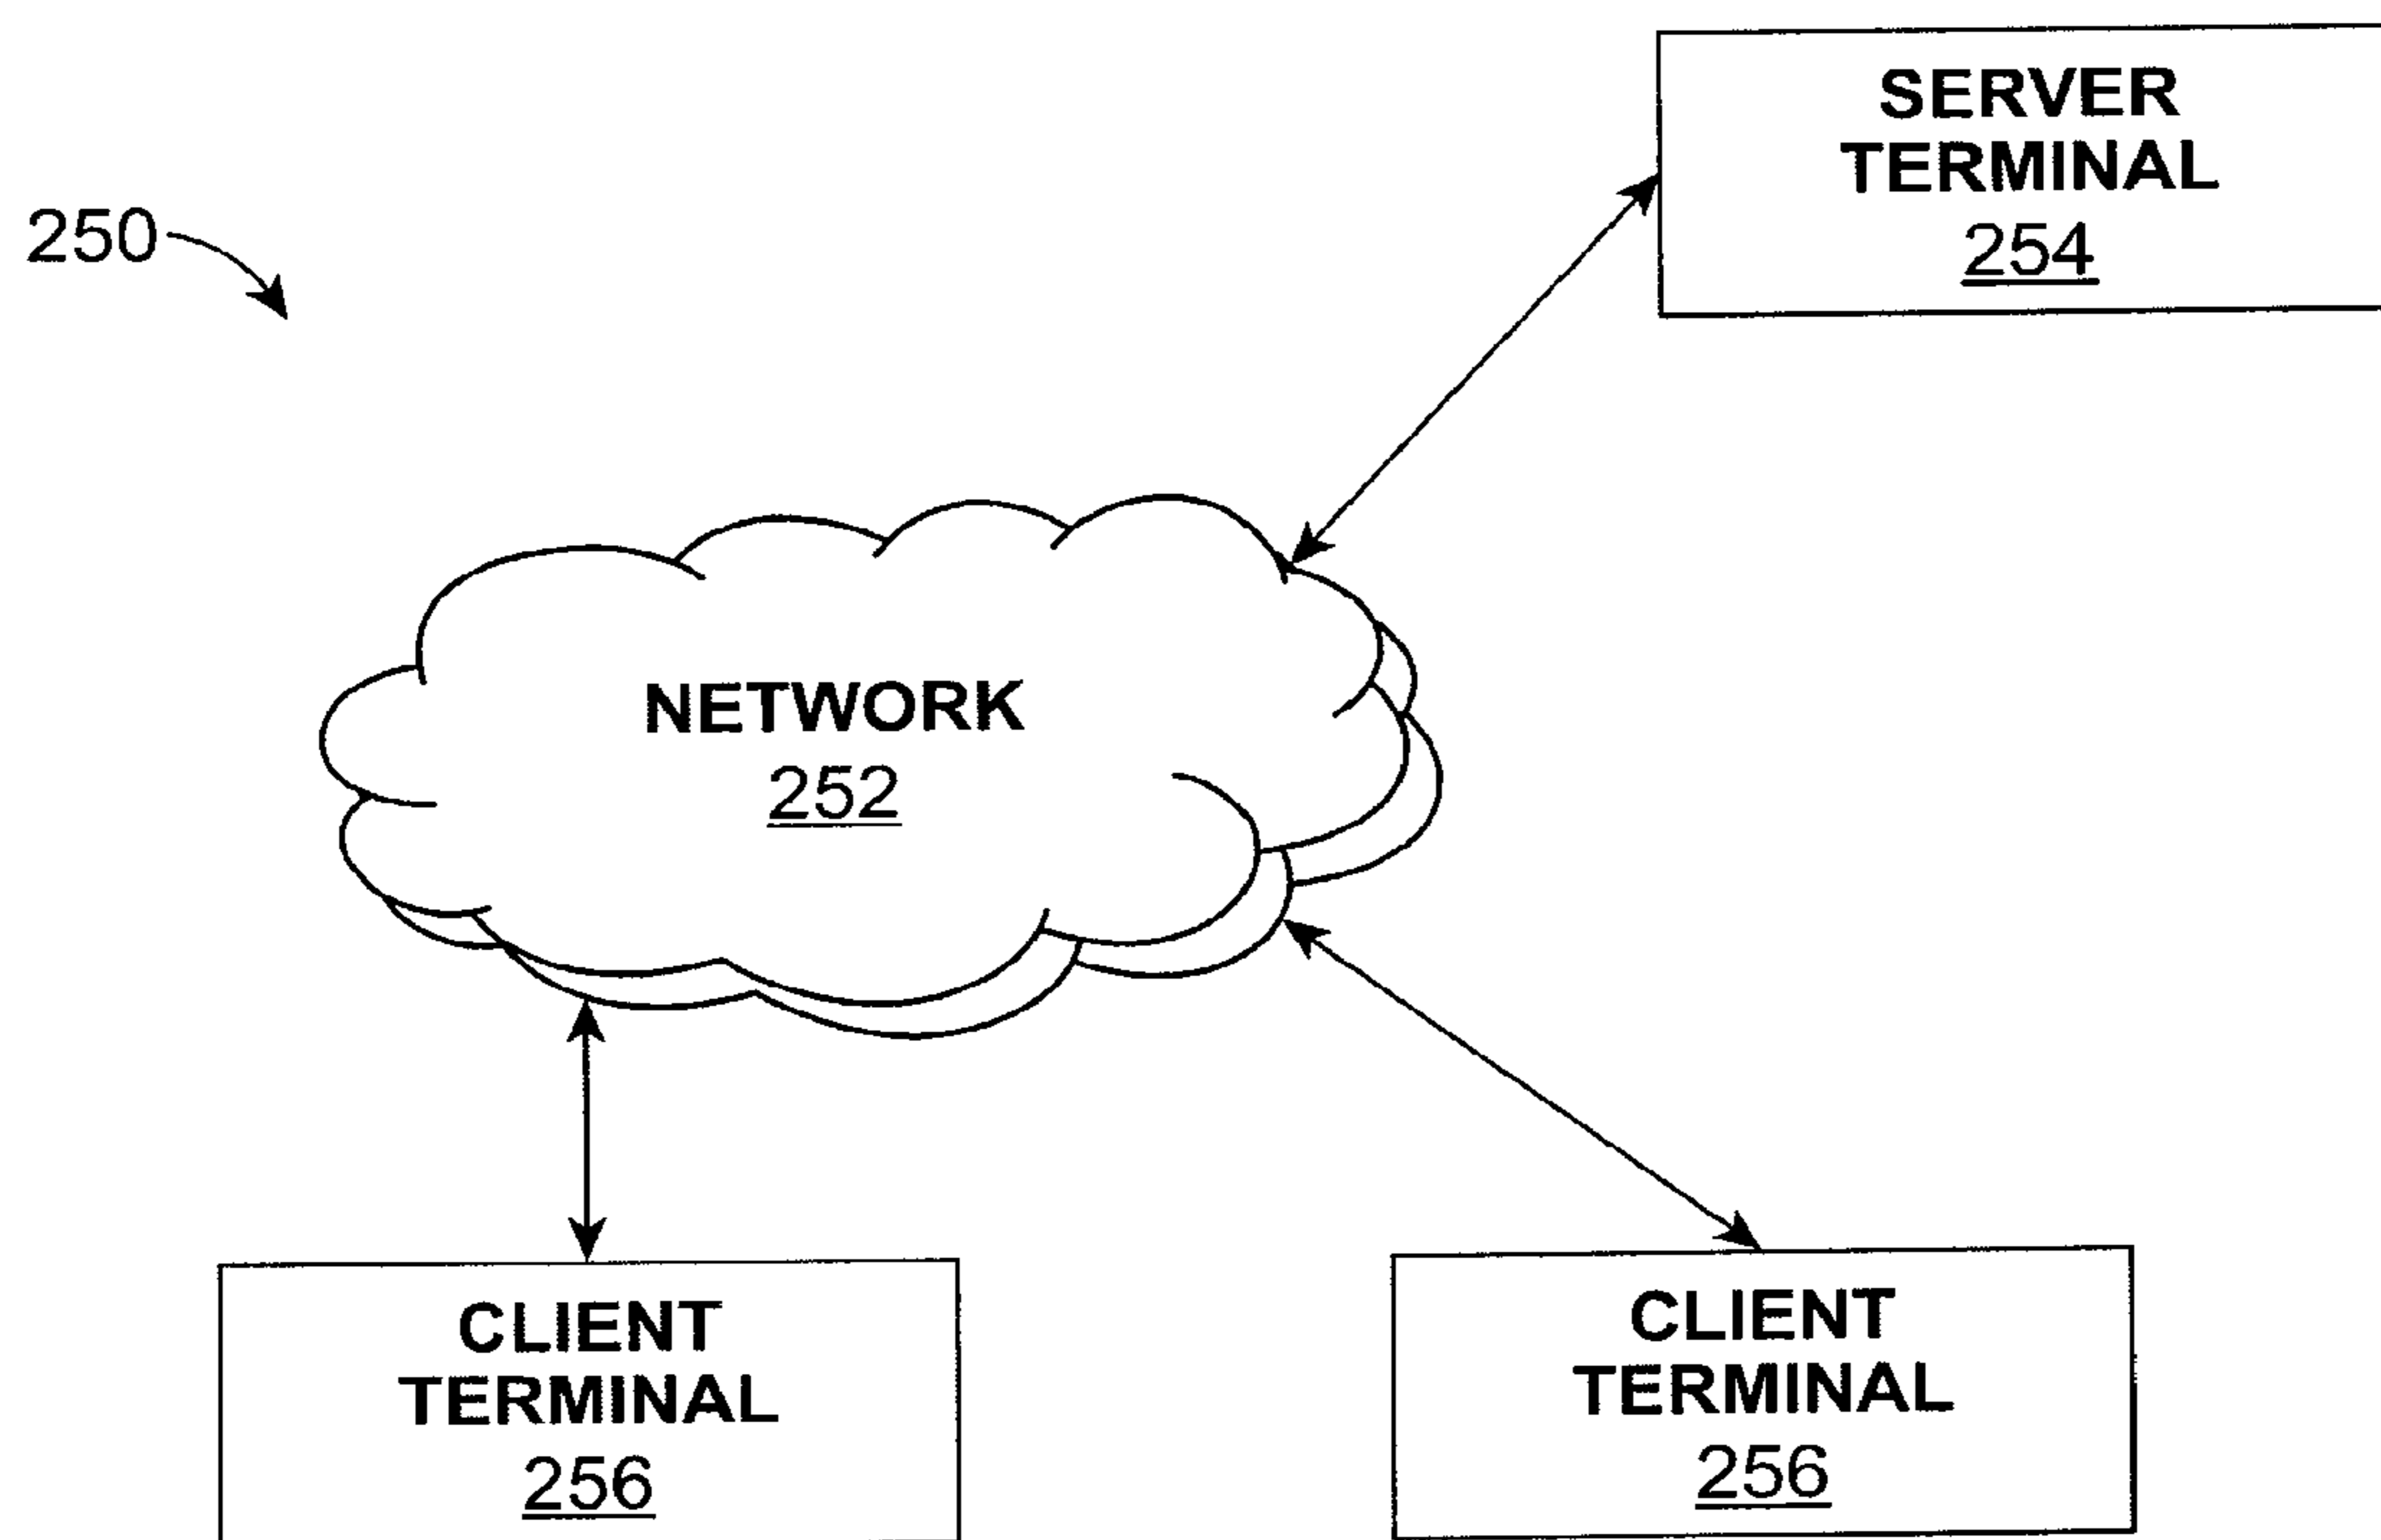 SERVER
TERMINAL
254
250
NETWORK
252
CLIENT
TERMINAL
256
CLIENT
TERMINAL
256